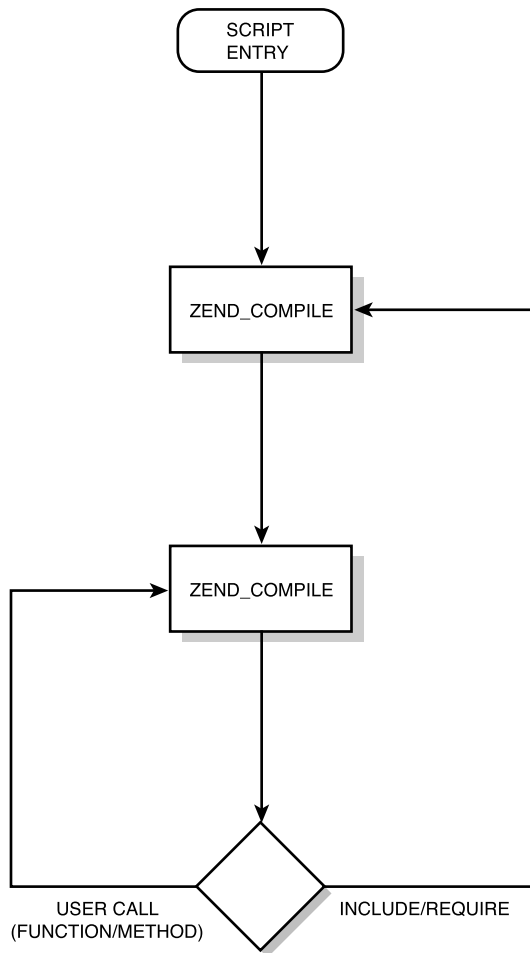 SCRIPT
ENTRY
ZEND_COMPILE
ZEND_COMPILE
USER CALL
(FUNCTION/METHOD)
INCLUDE/REQUIRE